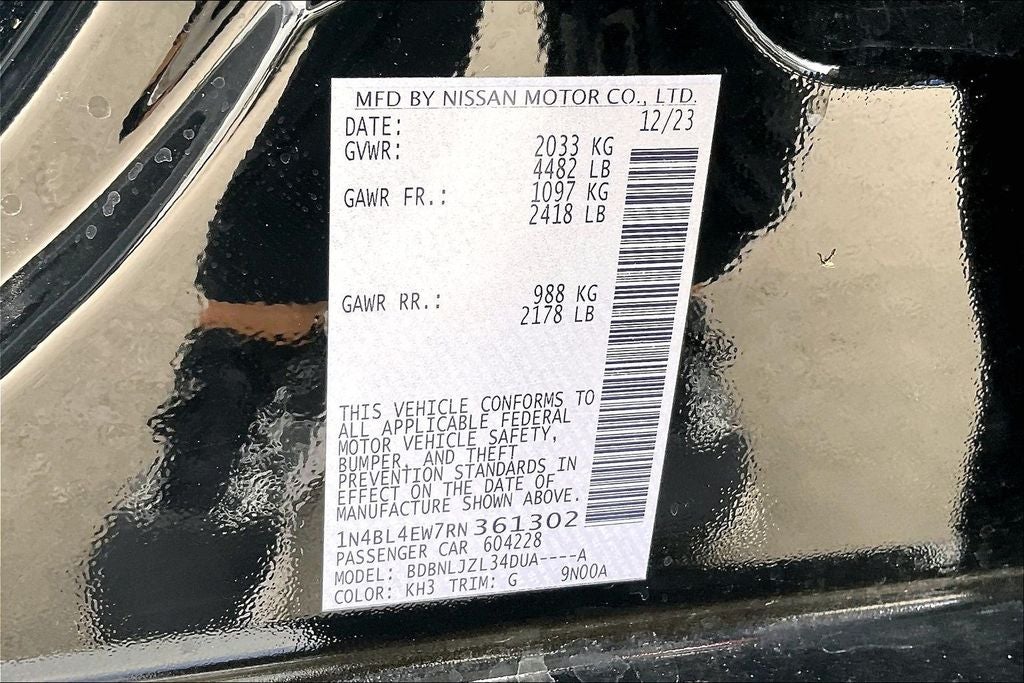 MFD BY NISSAN MOTOR CO., LTD.
DATE: 12/23
GVWR: 2033 KG
4482 LB
GAWR FR.: 1097 KG
2418 LB
GAWR RR.: 988 KG
2178 LB
THIS VEHICLE CONFORMS TO
ALL APPLICABLE FEDERAL
MOTOR VEHICLE SAFETY,
BUMPER, AND THEFT
PREVENTION STANDARDS IN
EFFECT ON THE DATE OF
MANUFACTURE SHOWN ABOVE.
1N4BL4EW7RN 361302
PASSENGER CAR 604228
MODEL: BDBNLJZL34DUA----A
COLOR: KH3 TRIM: G 9N00A